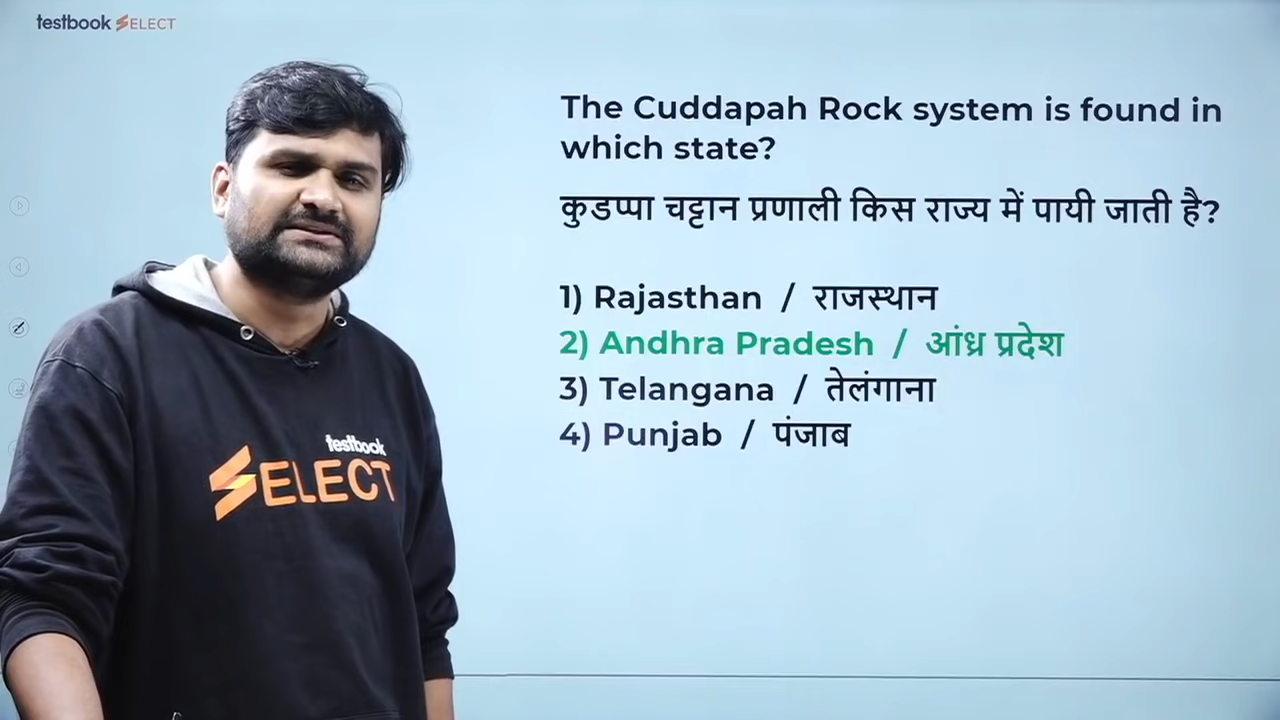 testbook SELECT
The Cuddapah Rock system is found in
which state?
कुडप्पा चट्टान प्रणाली किस राज्य में पायी जाती है?
1) Rajasthan / राजस्थान
2) Andhra Pradesh / आंध्र प्रदेश
3) Telangana / तेलंगाना
4) Punjab / पंजाब
testbook
SELECT